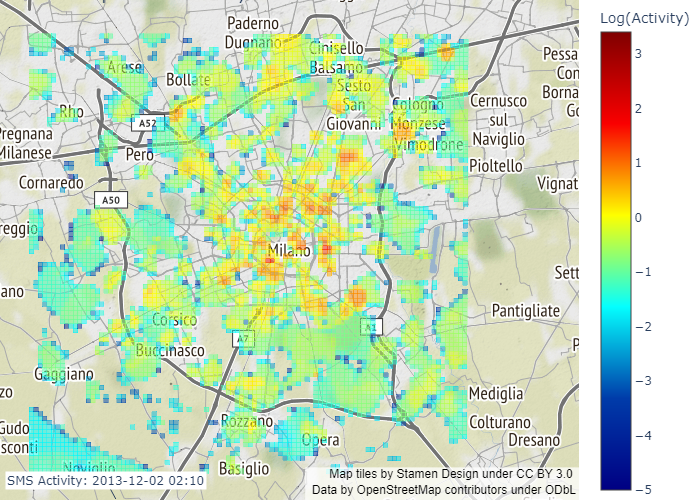 Log(Activity)
Paderno
Dugnano
Cinisello
Balsamo
Pessa
Con
Borna
Go
Arese
Bollate
Sesto
San
Giovanni
Cologno
Monzese
Vimodrone
Cernusco
sul
Naviglio
Rho
A52
Pregnana
Milanese
Pero
Pioltello
Cornaredo
Vignat
A50
reggio
Milano
Sett
ano
Pantigliate
Corsico
A7
A1
Buccinasco
P
Gaggiano
Mediglia
zo
Rozzano
Colturano
Gudo
sconti
Opera
Dresano
Noviglio
Basiglio
SMS Activity: 2013-12-02 02:10
Map tiles by Stamen Design under CC BY 3.0
Data by OpenStreetMap contributors under ODbL
3
2
1
0
−1
−2
−3
−4
−5